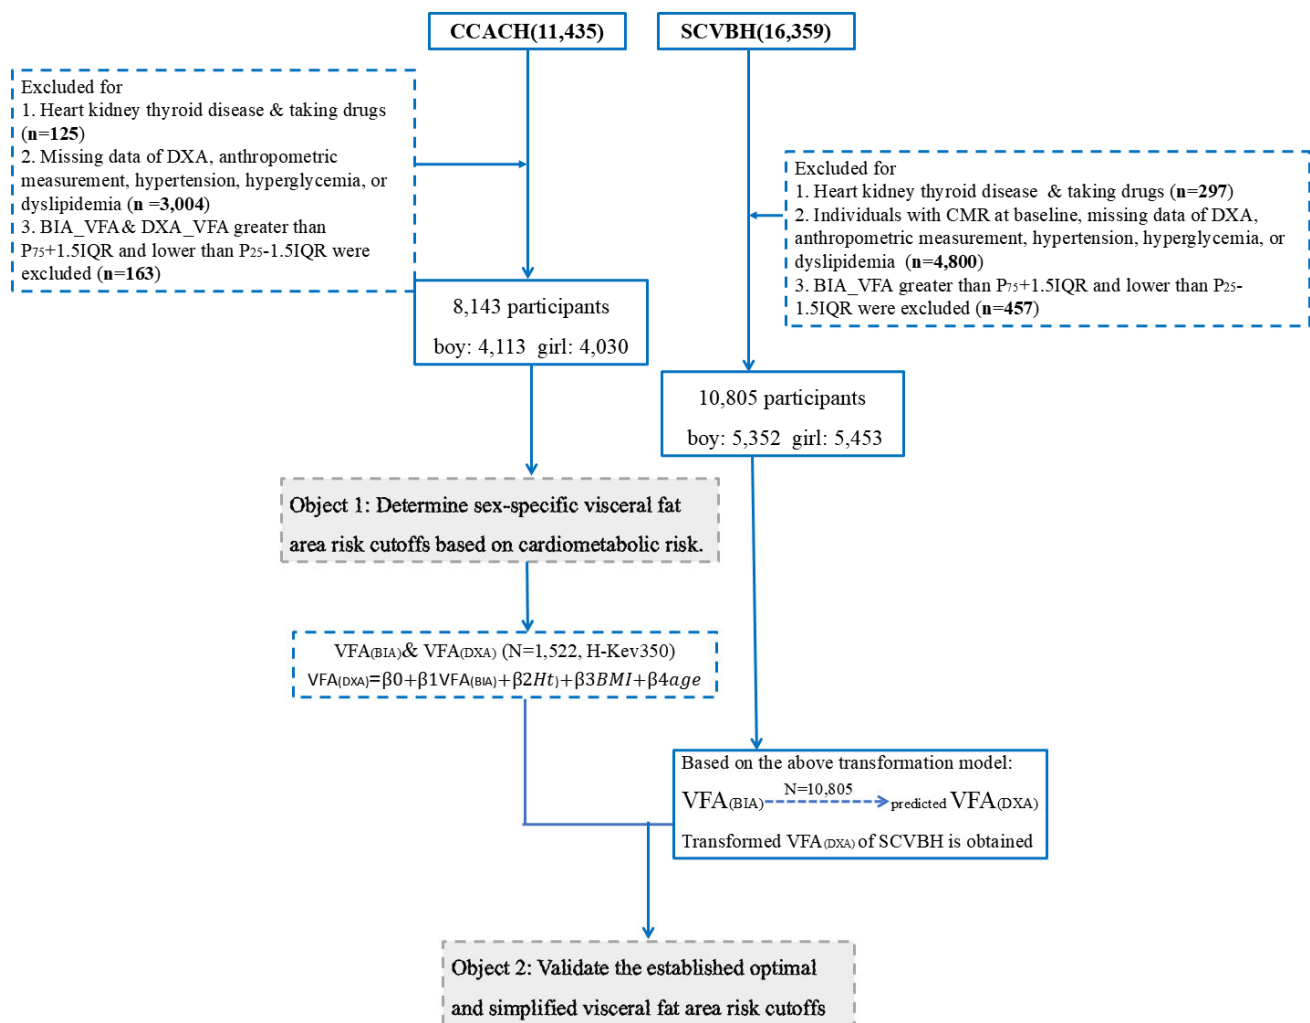 CCACH(11,435)
SCVBH(16,359)
Excluded for
1. Heart kidney thyroid disease & taking drugs
(n=125)
2. Missing data of DXA, anthropometric
measurement, hypertension, hyperglycemia, or
dyslipidemia (n =3,004)
3. BIA_VFA& DXA_VFA greater than
P75+1.5IQR and lower than P25-1.5IQR were
excluded (n=163)
Excluded for
1. Heart kidney thyroid disease & taking drugs (n=297)
2. Individuals with CMR at baseline, missing data of DXA,
anthropometric measurement, hypertension, hyperglycemia, or
dyslipidemia (n=4,800)
3. BIA_VFA greater than P75+1.5IQR and lower than P25-
1.5IQR were excluded (n=457)
8,143 participants
boy: 4,113 girl: 4,030
10,805 participants
boy: 5,352 girl: 5,453
Object 1: Determine sex-specific visceral fat
area risk cutoffs based on cardiometabolic risk.
VFA(BIA)& VFA(DXA) (N=1,522, H-Kev350)
VFA(DXA)=β0+β1VFA(BIA)+β2Ht)+β3BMI+β4age
Based on the above transformation model:
N=10,805
VFA(BIA) predicted VFA(DXA)
Transformed VFA(DXA) of SCVBH is obtained
Object 2: Validate the established optimal
and simplified visceral fat area risk cutoffs